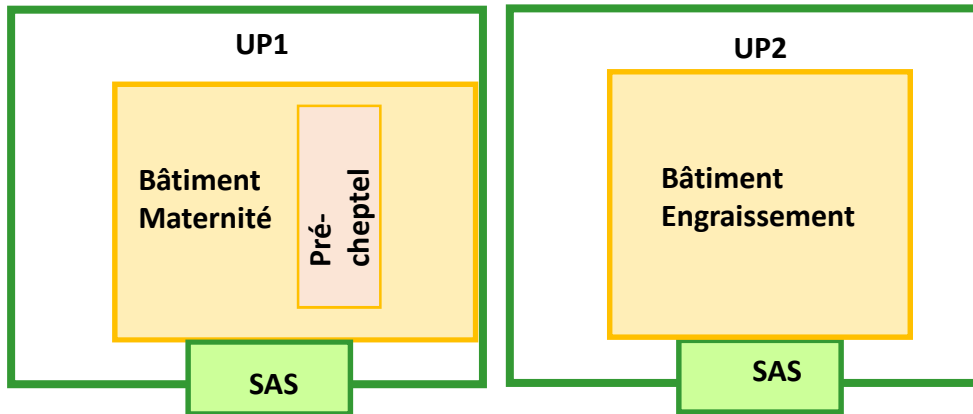 UP1
Bâtiment
Maternité
Pré-
cheptel
SAS
UP2
Bâtiment
Engraissement
SAS